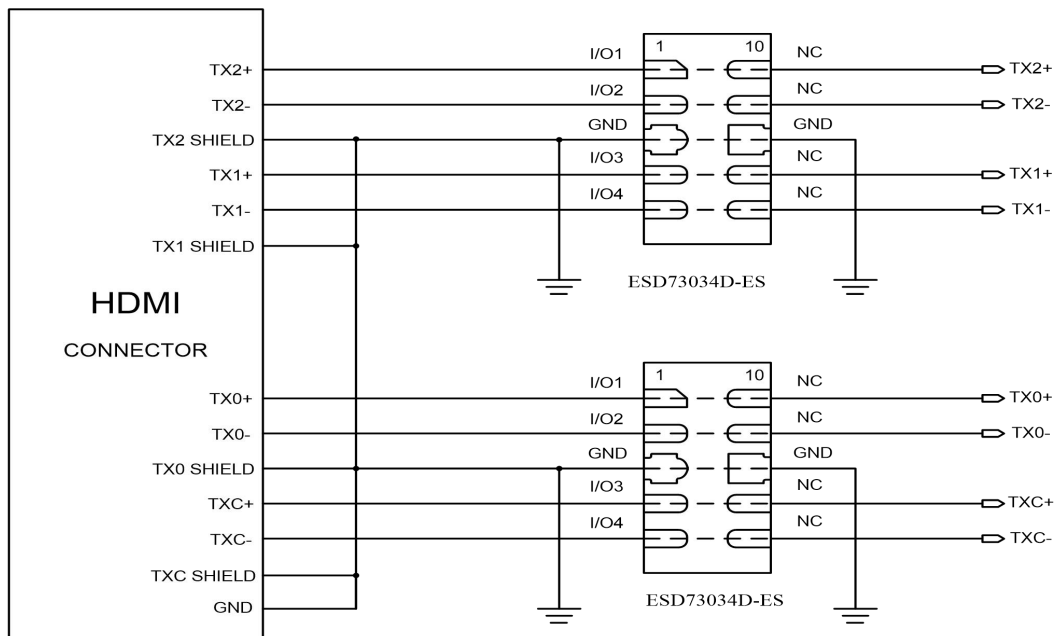 I/O1 1 10 NC
TX2+ TX2+
I/O2 NC
TX2- TX2-
GND GND
TX2 SHIELD
I/O3 NC
TX1+ TX1+
I/O4 NC
TX1- TX1-
TX1 SHIELD
ESD73034D-ES
HDMI
CONNECTOR
I/O1 1 10 NC
TX0+ TX0+
I/O2 NC
TX0- TX0-
GND GND
TX0 SHIELD
I/O3 NC
TXC+ TXC+
I/O4 NC
TXC- TXC-
TXC SHIELD
ESD73034D-ES
GND